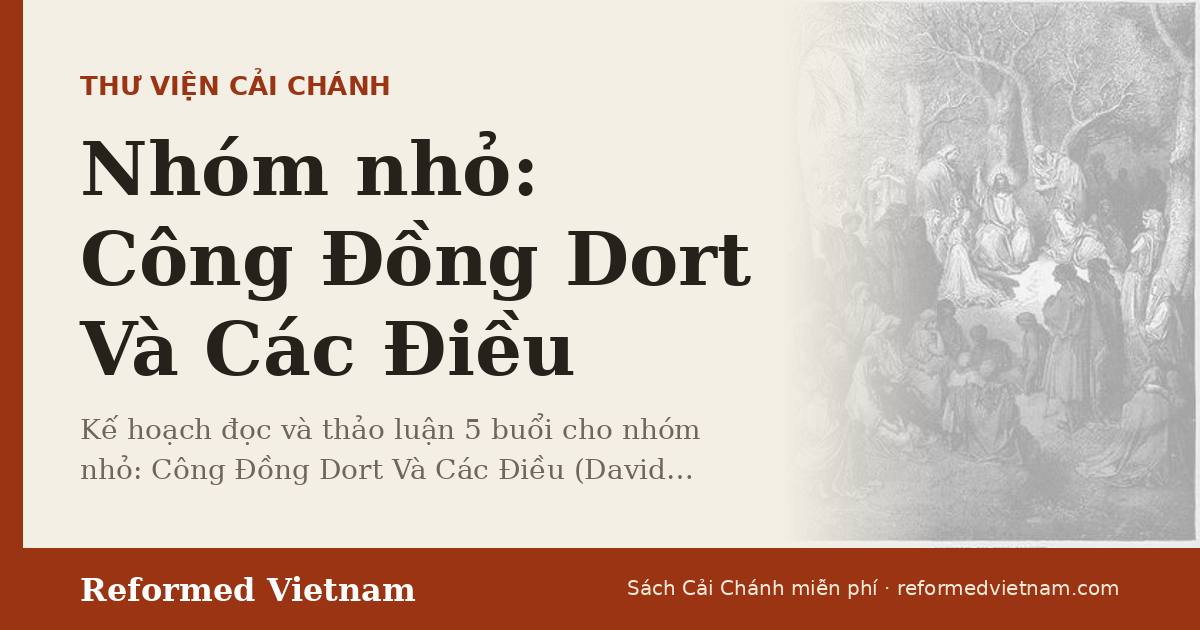 THƯ VIỆN CẢI CHÁNH
Nhóm nhỏ:
Công Đồng Dort
Và Các Điều
Kế hoạch đọc và thảo luận 5 buổi cho nhóm
nhỏ: Công Đồng Dort Và Các Điều (David...
Reformed Vietnam
Sách Cải Chánh miễn phí · reformedvietnam.com